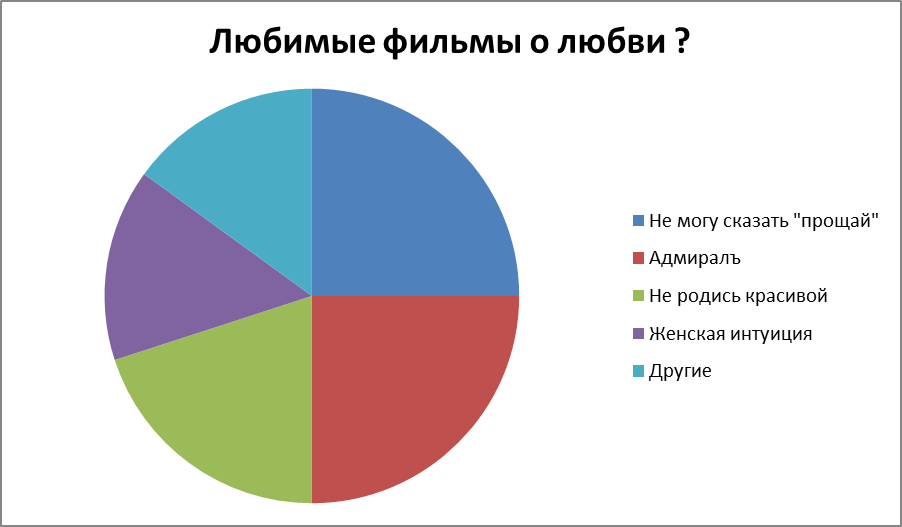 Любимые фильмы о любви ?
Не могу сказать "прощай"
Адмиралъ
Не родись красивой
Женская интуиция
Другие